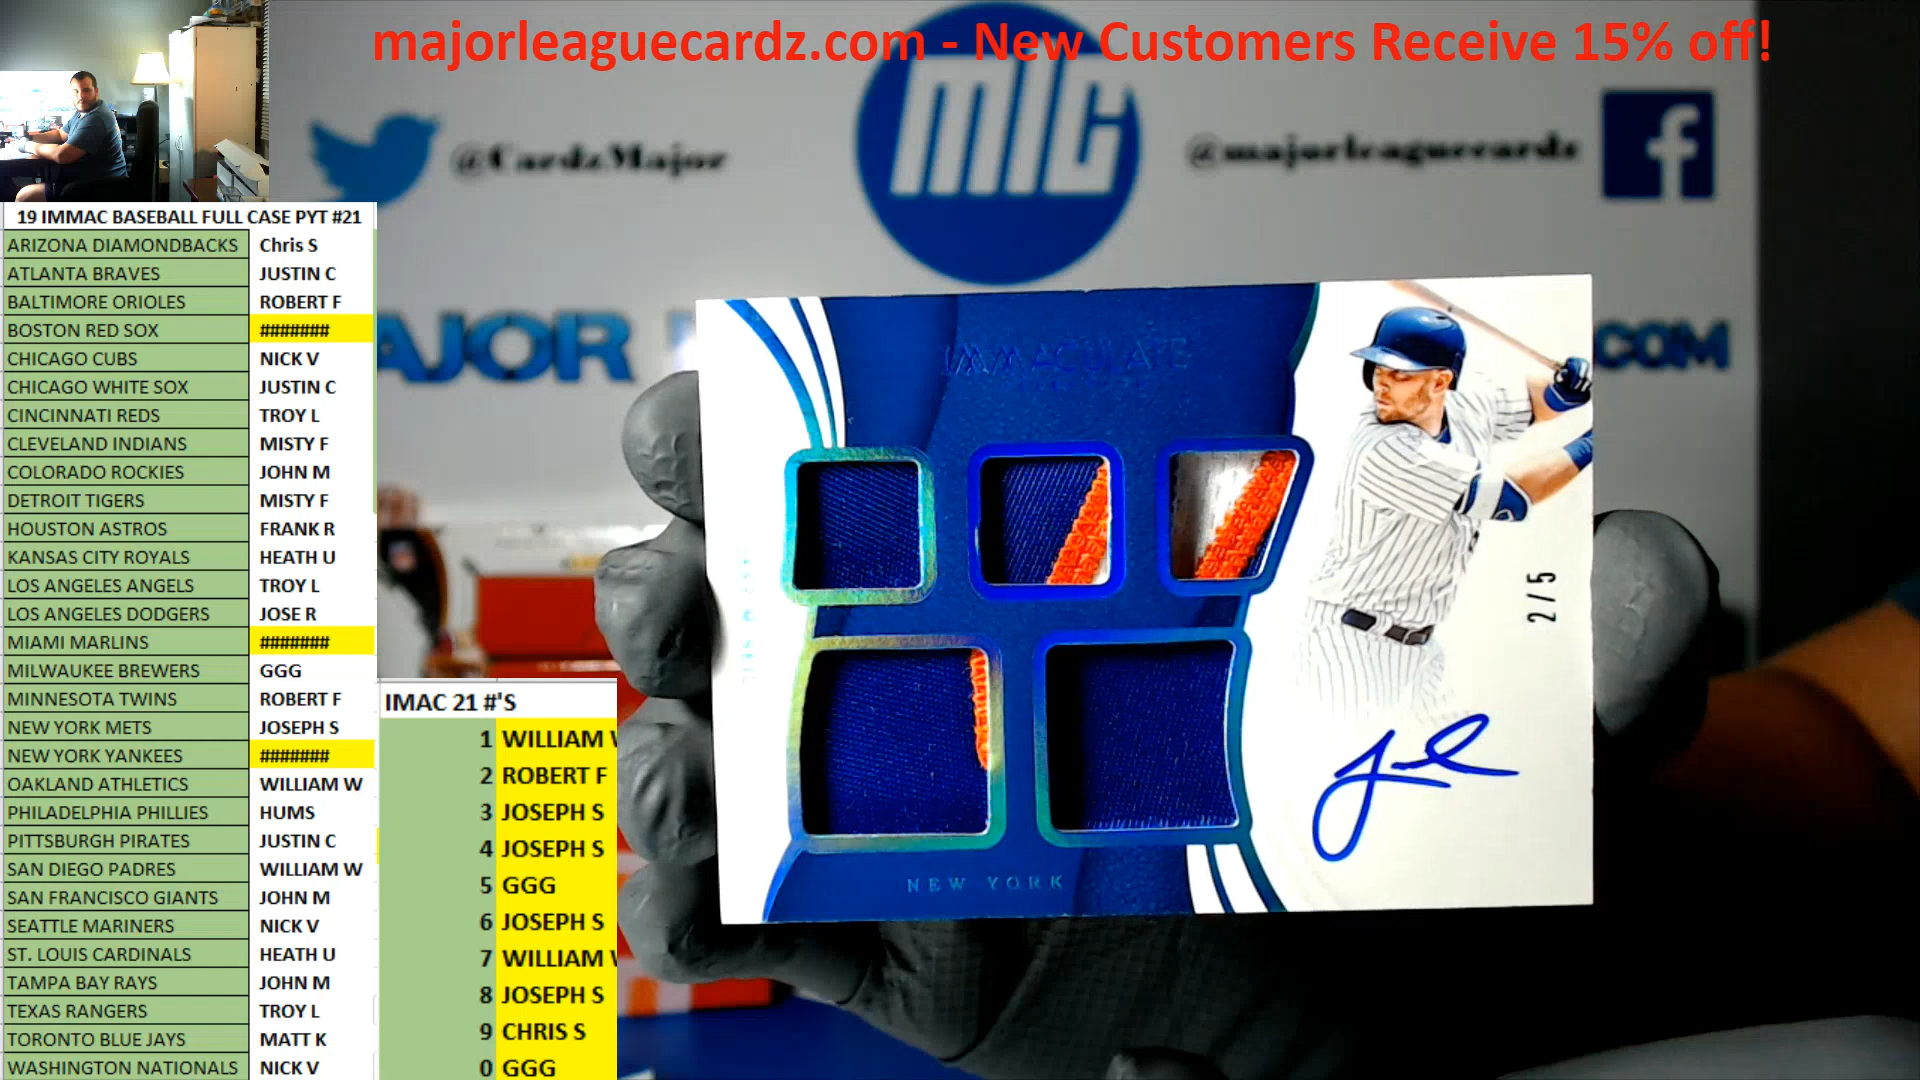 majorleaguecardz.com - New Customers Receive 15% off!
@CardzMajor
MLC
@majorleaguecardz
f
AJOR
COM
19 IMMAC BASEBALL FULL CASE PYT #21
ARIZONA DIAMONDBACKS Chris S
ATLANTA BRAVES JUSTIN C
BALTIMORE ORIOLES ROBERT F
BOSTON RED SOX #######
CHICAGO CUBS NICK V
CHICAGO WHITE SOX JUSTIN C
CINCINNATI REDS TROY L
CLEVELAND INDIANS MISTY F
COLORADO ROCKIES JOHN M
DETROIT TIGERS MISTY F
HOUSTON ASTROS FRANK R
KANSAS CITY ROYALS HEATH U
LOS ANGELES ANGELS TROY L
LOS ANGELES DODGERS JOSE R
MIAMI MARLINS #######
MILWAUKEE BREWERS GGG
MINNESOTA TWINS ROBERT F
NEW YORK METS JOSEPH S
NEW YORK YANKEES #######
OAKLAND ATHLETICS WILLIAM W
PHILADELPHIA PHILLIES HUMS
PITTSBURGH PIRATES JUSTIN C
SAN DIEGO PADRES WILLIAM W
SAN FRANCISCO GIANTS JOHN M
SEATTLE MARINERS NICK V
ST. LOUIS CARDINALS HEATH U
TAMPA BAY RAYS JOHN M
TEXAS RANGERS TROY L
TORONTO BLUE JAYS MATT K
WASHINGTON NATIONALS NICK V
IMAC 21 #'S
1 WILLIAM W
2 ROBERT F
3 JOSEPH S
4 JOSEPH S
5 GGG
6 JOSEPH S
7 WILLIAM W
8 JOSEPH S
9 CHRIS S
0 GGG
IMMACULATE
2/5
NEW YORK